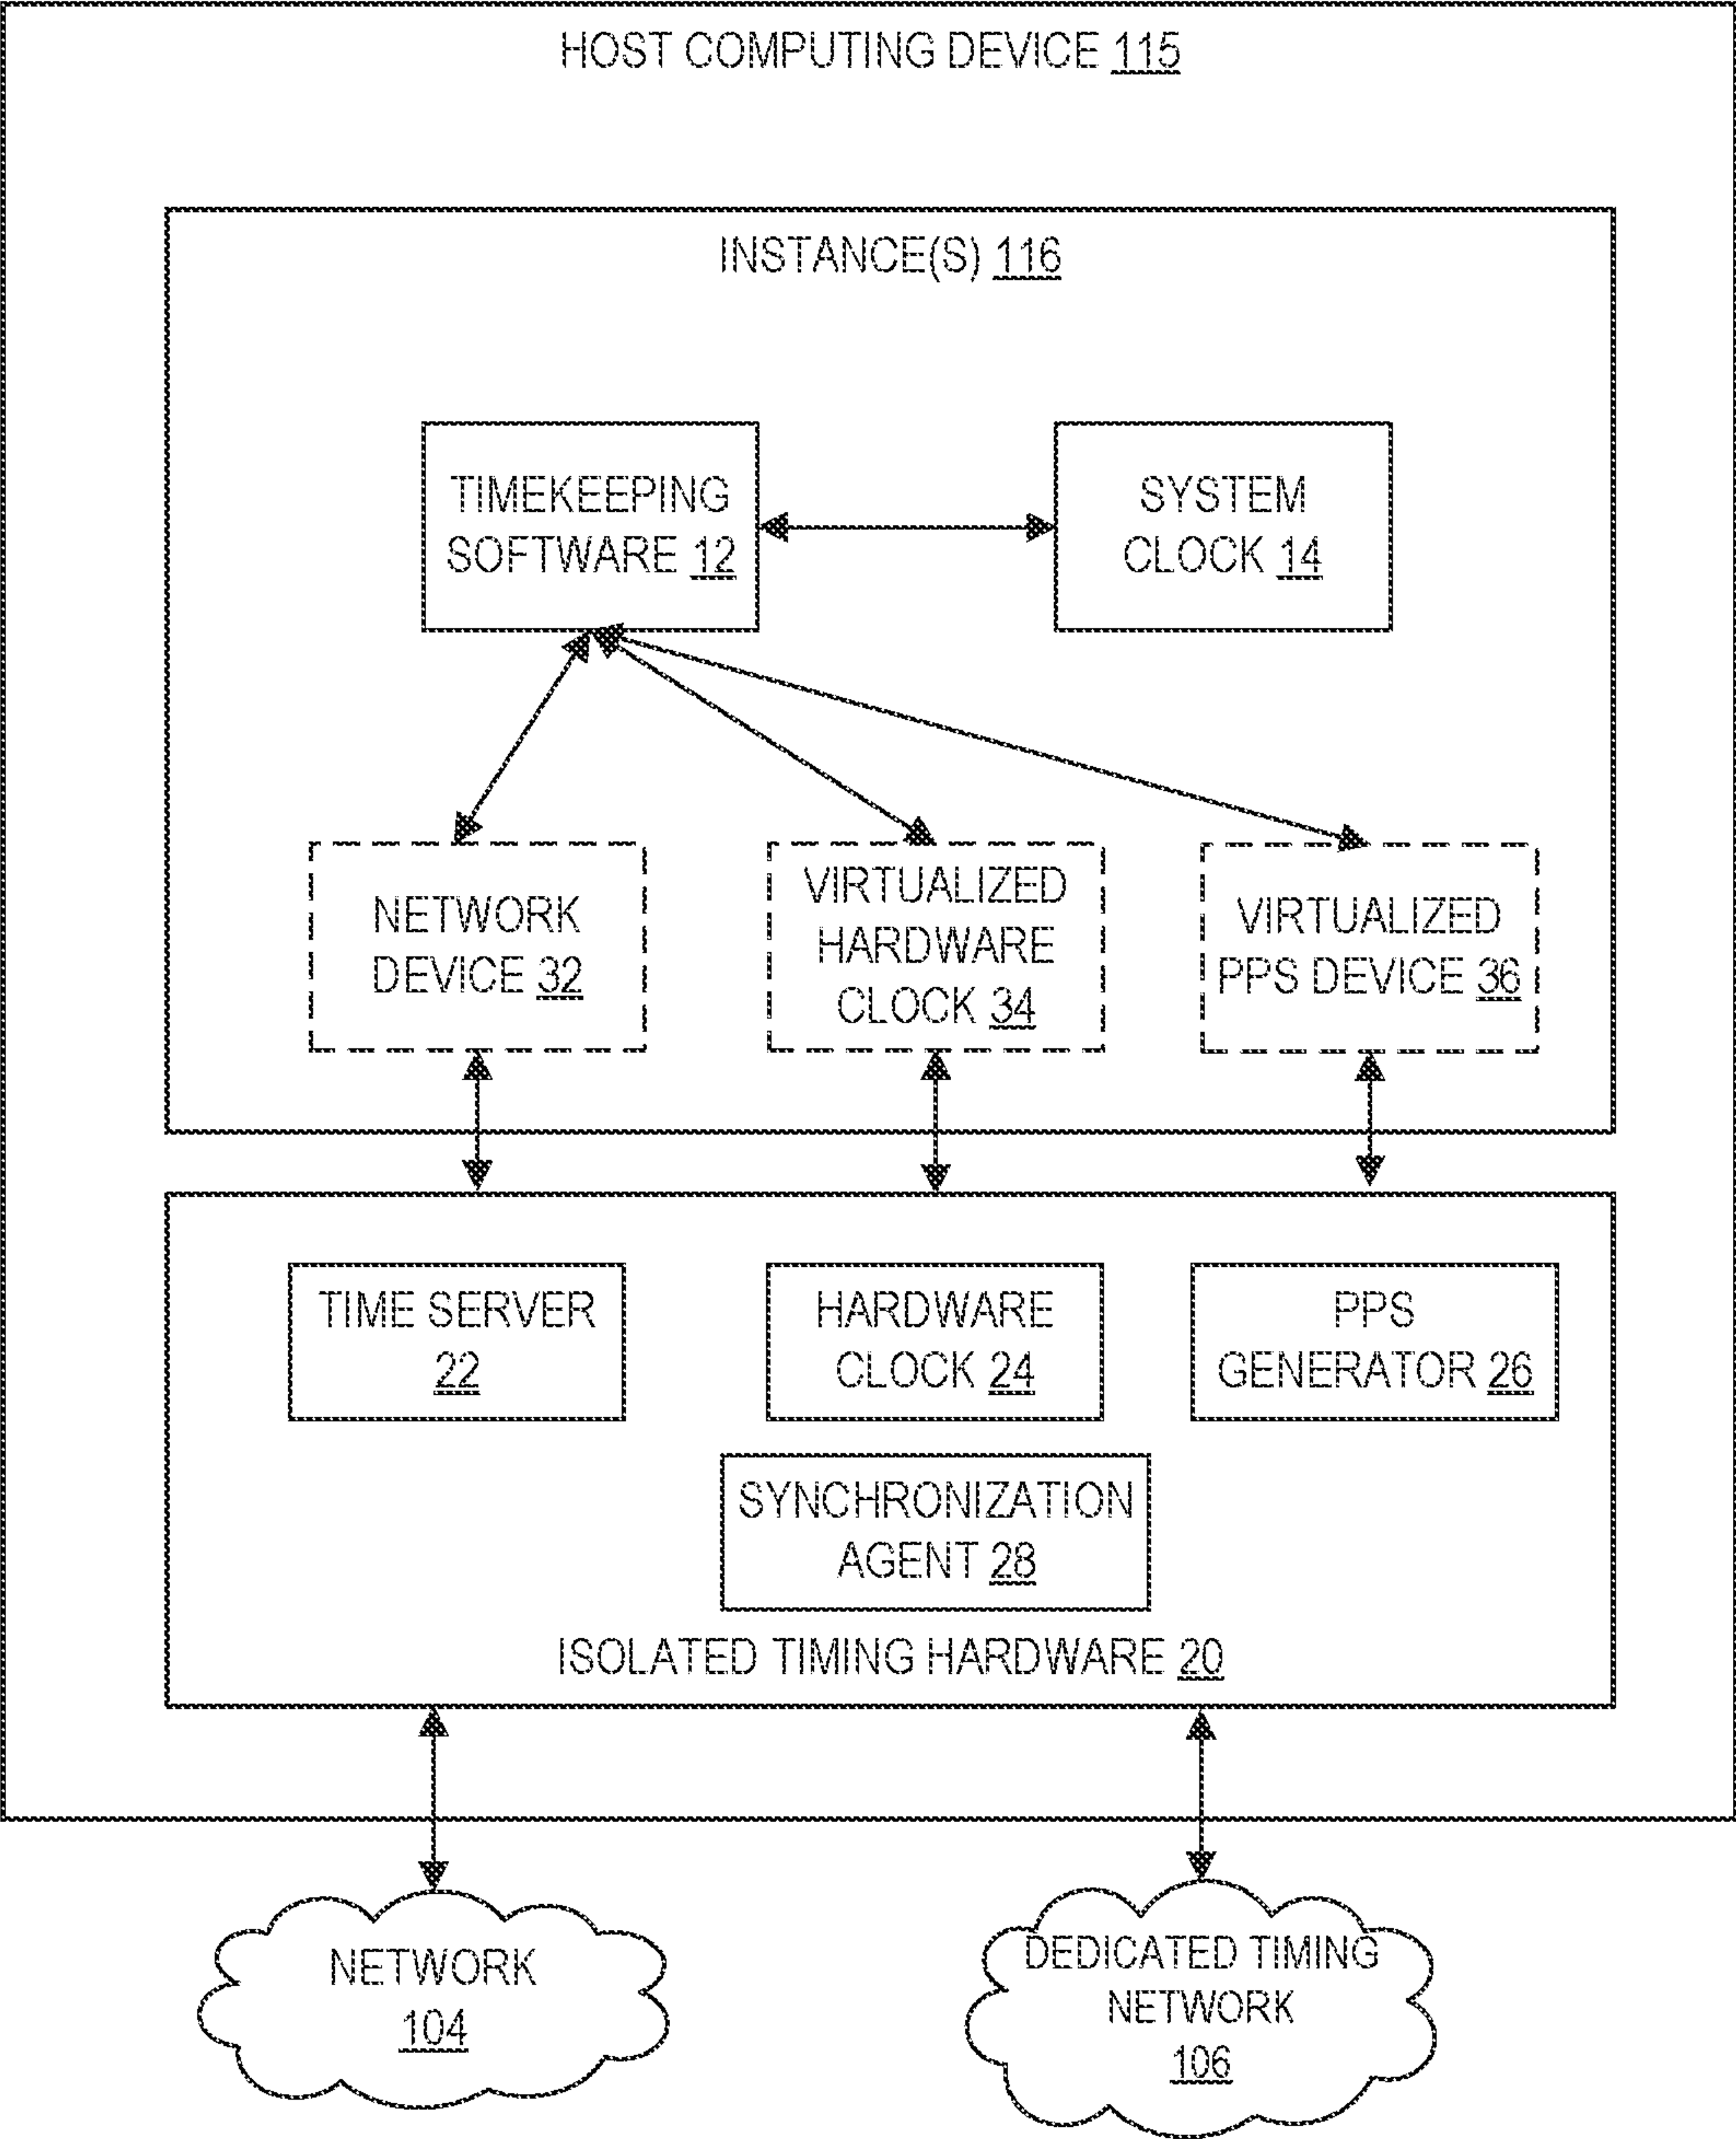 HOST COMPUTING DEVICE 115
INSTANCE(S) 116
TIMEKEEPING
SOFTWARE 12
SYSTEM
CLOCK 14
NETWORK
DEVICE 32
VIRTUALIZED
HARDWARE
CLOCK 34
VIRTUALIZED
PPS DEVICE 36
TIME SERVER
22
HARDWARE
CLOCK 24
PPS
GENERATOR 26
SYNCHRONIZATION
AGENT 28
ISOLATED TIMING HARDWARE 20
NETWORK
104
DEDICATED TIMING
NETWORK
106